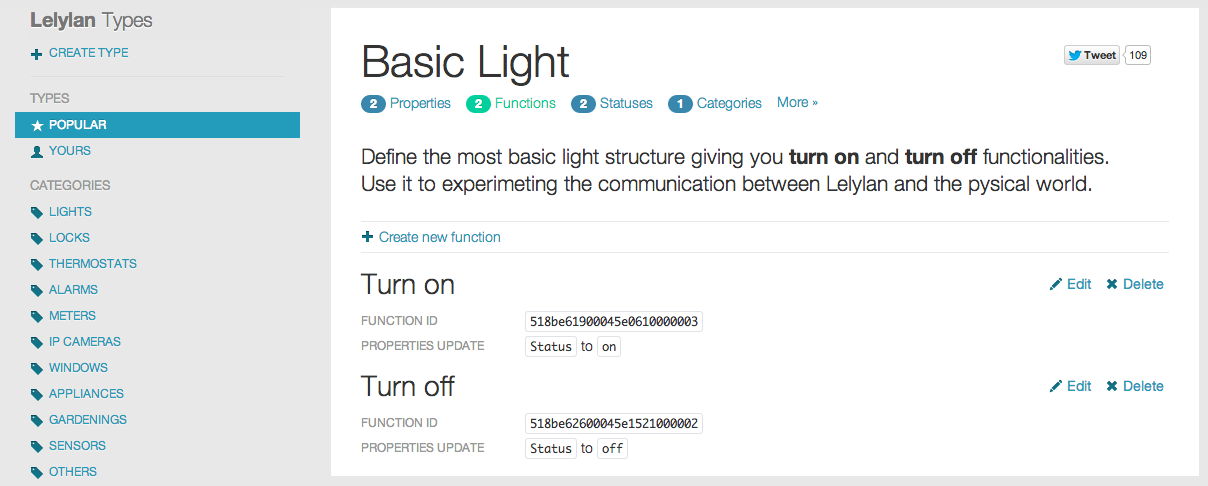 Lelylan Types
CREATE TYPE
TYPES
POPULAR
YOURS
CATEGORIES
LIGHTS
LOCKS
THERMOSTATS
ALARMS
METERS
IP CAMERAS
WINDOWS
APPLIANCES
GARDENINGS
SENSORS
OTHERS
Basic Light
Tweet 109
2 Properties 2 Functions 2 Statuses 1 Categories More »
Define the most basic light structure giving you turn on and turn off functionalities.
Use it to experimeting the communication between Lelylan and the pysical world.
Create new function
Turn on Edit Delete
FUNCTION ID 518be61900045e0610000003
PROPERTIES UPDATE Status to on
Turn off Edit Delete
FUNCTION ID 518be62600045e1521000002
PROPERTIES UPDATE Status to off